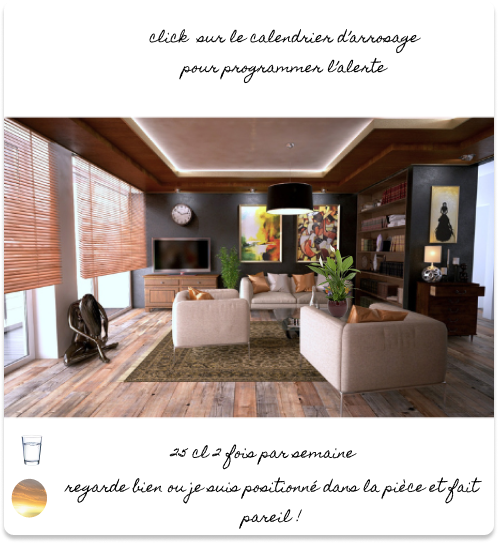 click sur le calendrier d'arrosage
pour programmer l'alerte
25 cl 2 fois par semaine
regarde bien ou je suis positionné dans la pièce et fait
pareil !